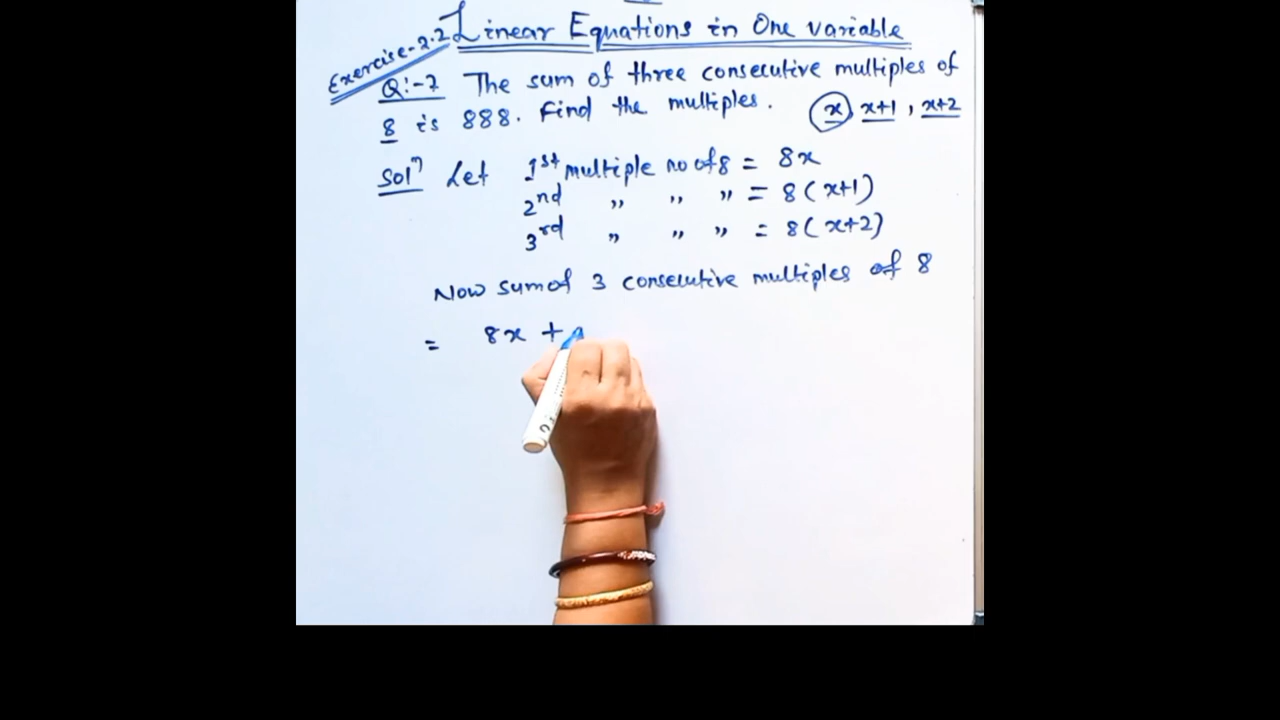 Exercise-2.2 Linear Equations in One variable
Q:-7 The sum of three consecutive multiples of
8 is 888. Find the multiples. x, x+1, x+2
Solⁿ Let 1st multiple no of 8 = 8x
2nd ,, ,, ,, = 8(x+1)
3rd ,, ,, ,, = 8(x+2)
Now sum of 3 consecutive multiples of 8
= 8x +